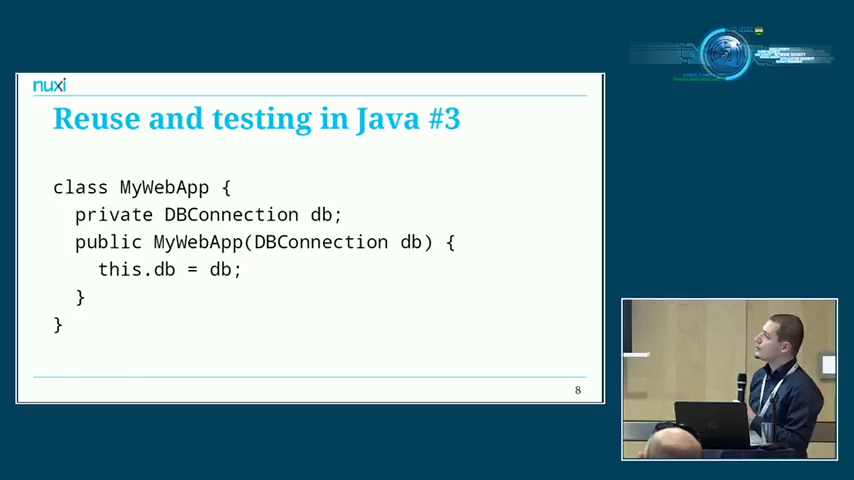 nuxi
Reuse and testing in Java #3
class MyWebApp {
private DBConnection db;
public MyWebApp(DBConnection db) {
this.db = db;
}
}
8